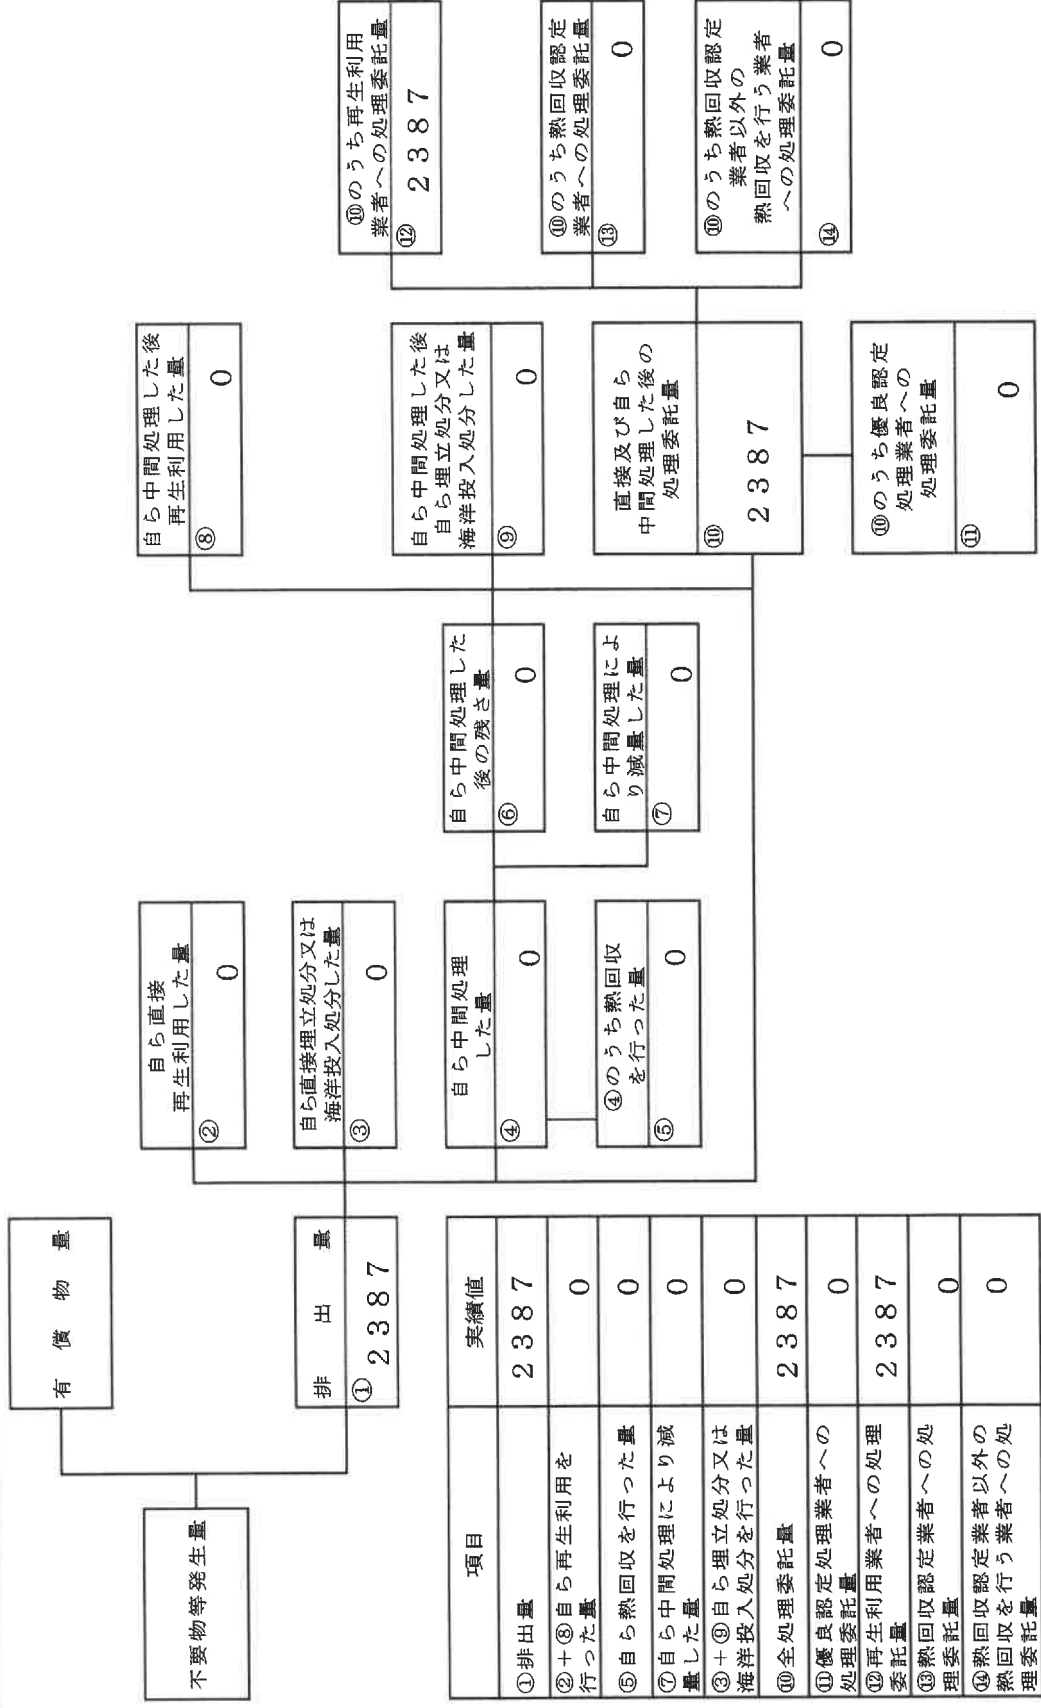 不要物等発生量
有償物量
排出量
① 2387
自ら直接
再生利用した量
② 0
自ら直接埋立処分又は
海洋投入処分した量
③ 0
自ら中間処理
した量
④ 0
④のうち熱回収
を行った量
⑤ 0
自ら中間処理した
後の残さ量
⑥ 0
自ら中間処理によ
り減量した量
⑦ 0
自ら中間処理した後
再生利用した量
⑧ 0
自ら中間処理した後
自ら埋立処分又は
海洋投入処分した量
⑨ 0
直接及び自ら
中間処理した後の
処理委託量
⑩ 2387
⑩のうち優良認定
処理業者への
処理委託量
⑪ 0
⑩のうち再生利用
業者への処理委託量
⑫ 2387
⑩のうち熱回収認定
業者への処理委託量
⑬ 0
⑩のうち熱回収認定
業者以外の
熱回収を行う業者
への処理委託量
⑭ 0
項目 実績値
①排出量 2387
②+⑧自ら再生利用を
行った量 0
⑤自ら熱回収を行った量 0
⑦自ら中間処理により減
量した量 0
③+⑨自ら埋立処分又は
海洋投入処分を行った量 0
⑩全処理委託量 2387
⑪優良認定処理業者への
処理委託量 0
⑫再生利用業者への処理
委託量 2387
⑬熱回収認定業者への処
理委託量 0
⑭熱回収認定業者以外の
熱回収を行う業者への処
理委託量 0